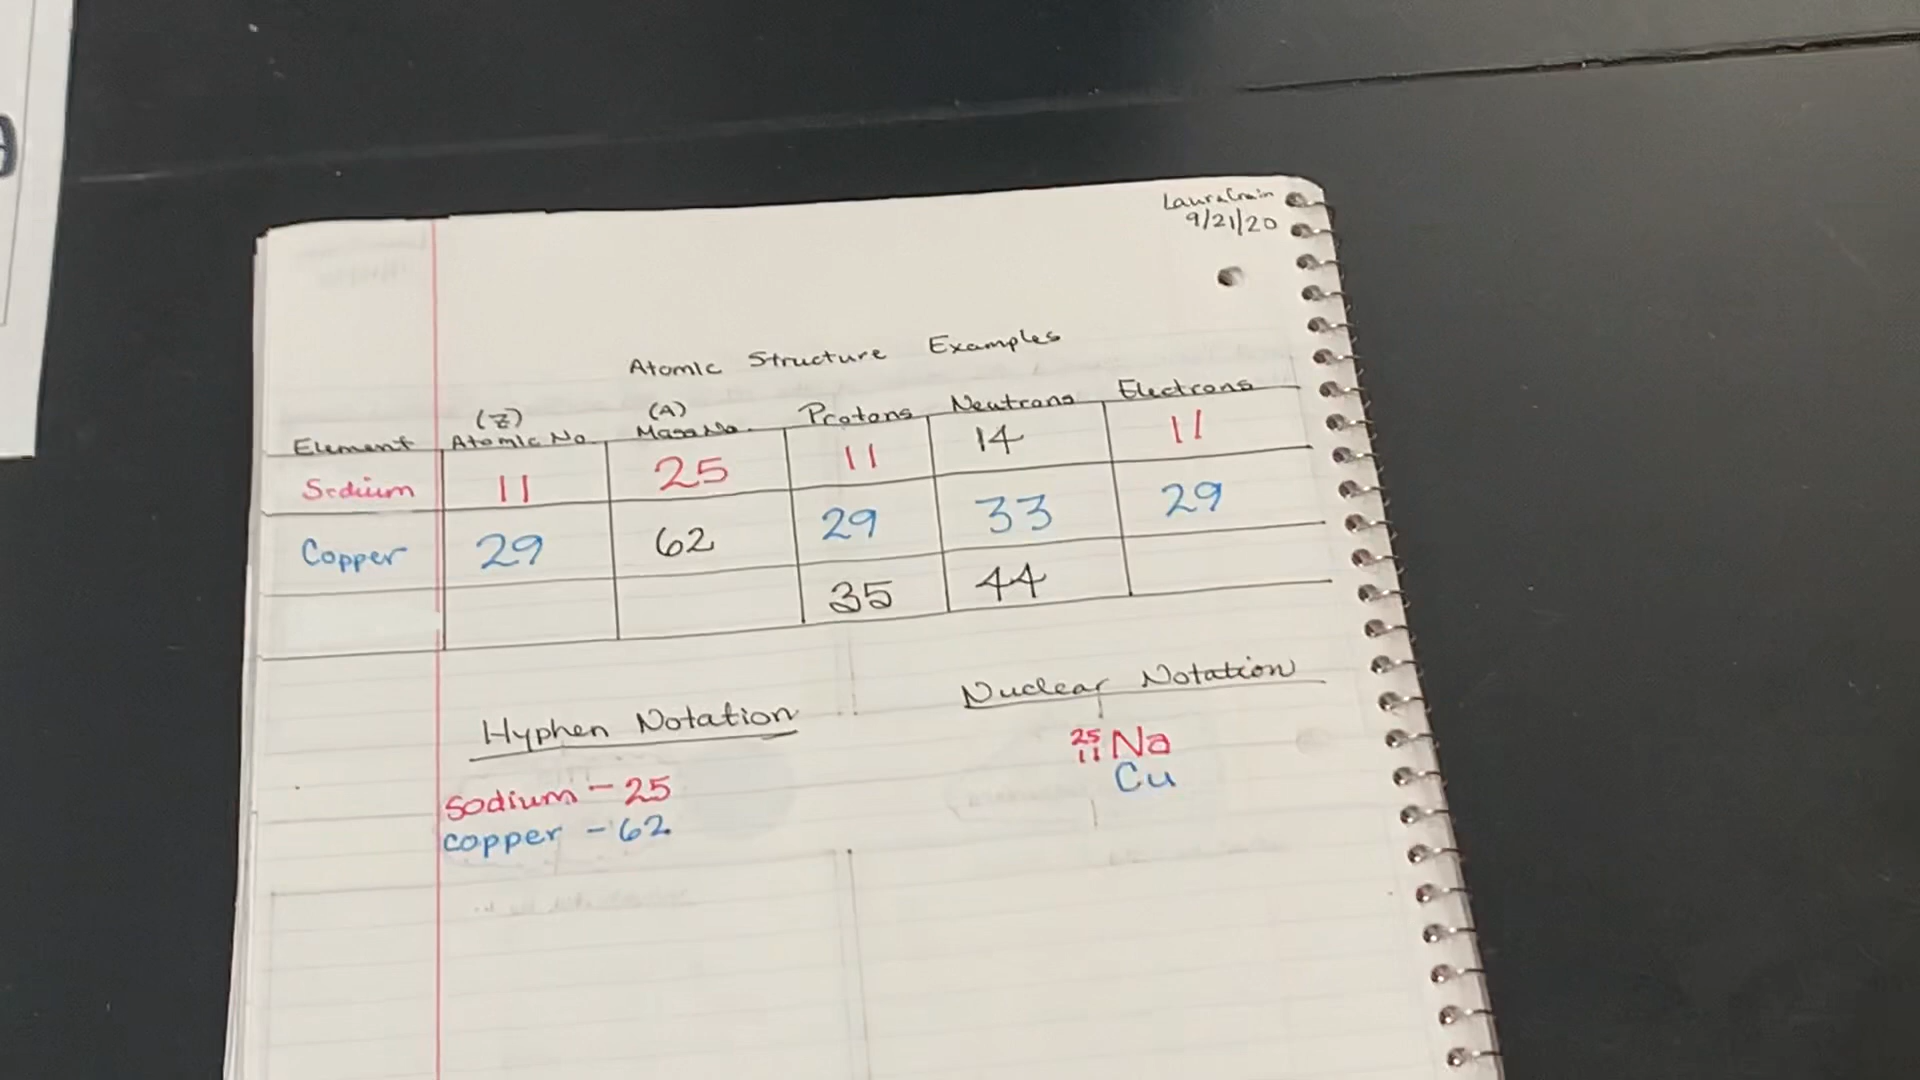 Laura Crain
9/21/20
Atomic Structure Examples
Element (Z) Atomic No. (A) Mass No. Protons Neutrons Electrons
Sodium 11 25 11 14 11
Copper 29 62 29 33 29
35 44
Hyphen Notation
Nuclear Notation
sodium - 25
copper - 62
25
11 Na
Cu